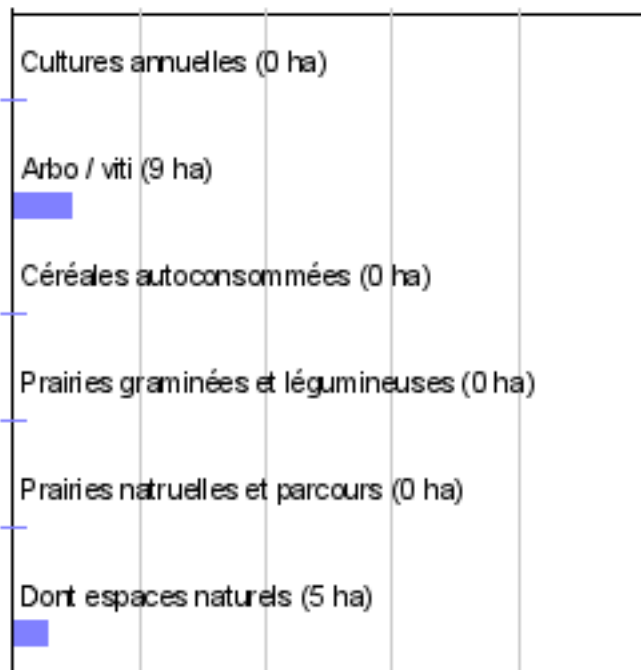 Cultures annuelles (0 ha)
Arbo / viti (9 ha)
Céréales autoconsommées (0 ha)
Prairies graminées et légumineuses (0 ha)
Prairies natruelles et parcours (0 ha)
Dont espaces naturels (5 ha)